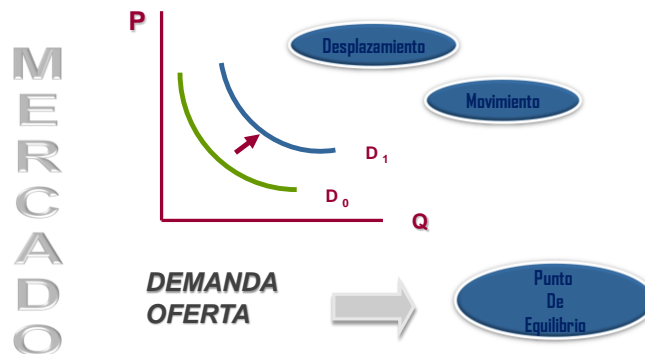 MERCADO
P
Desplazamiento
Movimiento
D 1
D 0
Q
DEMANDA
OFERTA
Punto
De
Equilibrio